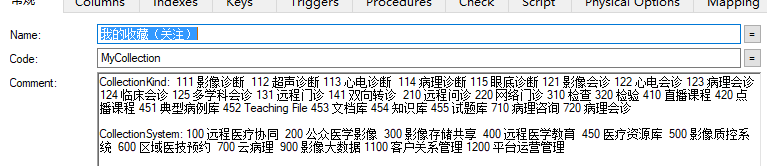 常规 Columns Indexes Keys Triggers Procedures Check Script Physical Options Mapping
Name: 我的收藏（关注） =
Code: MyCollection =
Comment: CollectionKind: 111 影像诊断 112 超声诊断 113 心电诊断 114 病理诊断 115 眼底诊断 121 影像会诊 122 心电会诊 123 病理会诊
124 临床会诊 125 多学科会诊 131 远程门诊 141 双向转诊 210 远程问诊 220 网络门诊 310 检查 320 检验 410 直播课程 420 点
播课程 451 典型病例库 452 Teaching File 453 文档库 454 知识库 455 试题库 710 病理咨询 720 病理会诊
CollectionSystem: 100 远程医疗协同 200 公众医学影像 300 影像存储共享 400 远程医学教育 450 医疗资源库 500 影像质控系
统 600 区域医技预约 700 云病理 900 影像大数据 1100 客户关系管理 1200 平台运营管理